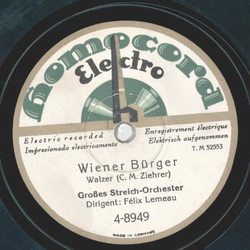 Homocord
Electro
Electric recorded
Impresionado electricamente
Enregistrement électrique
Elektrisch aufgenommen
T. M. 52553
Wiener Bürger
Walzer (C. M. Ziehrer)
Großes Streich-Orchester
Dirigent: Félix Lemeau
4-8949
MADE IN GERMANY